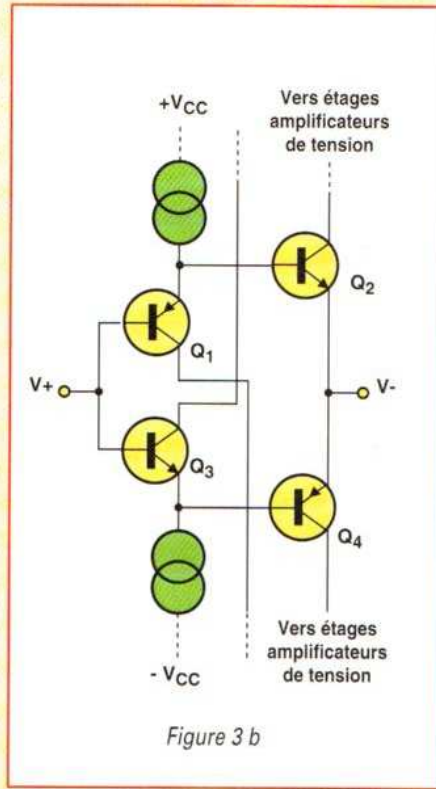 +VCC
Vers étages
amplificateurs
de tension
Q2
Q1
V+
V-
Q3
Q4
- VCC
Vers étages
amplificateurs
de tension
Figure 3 b